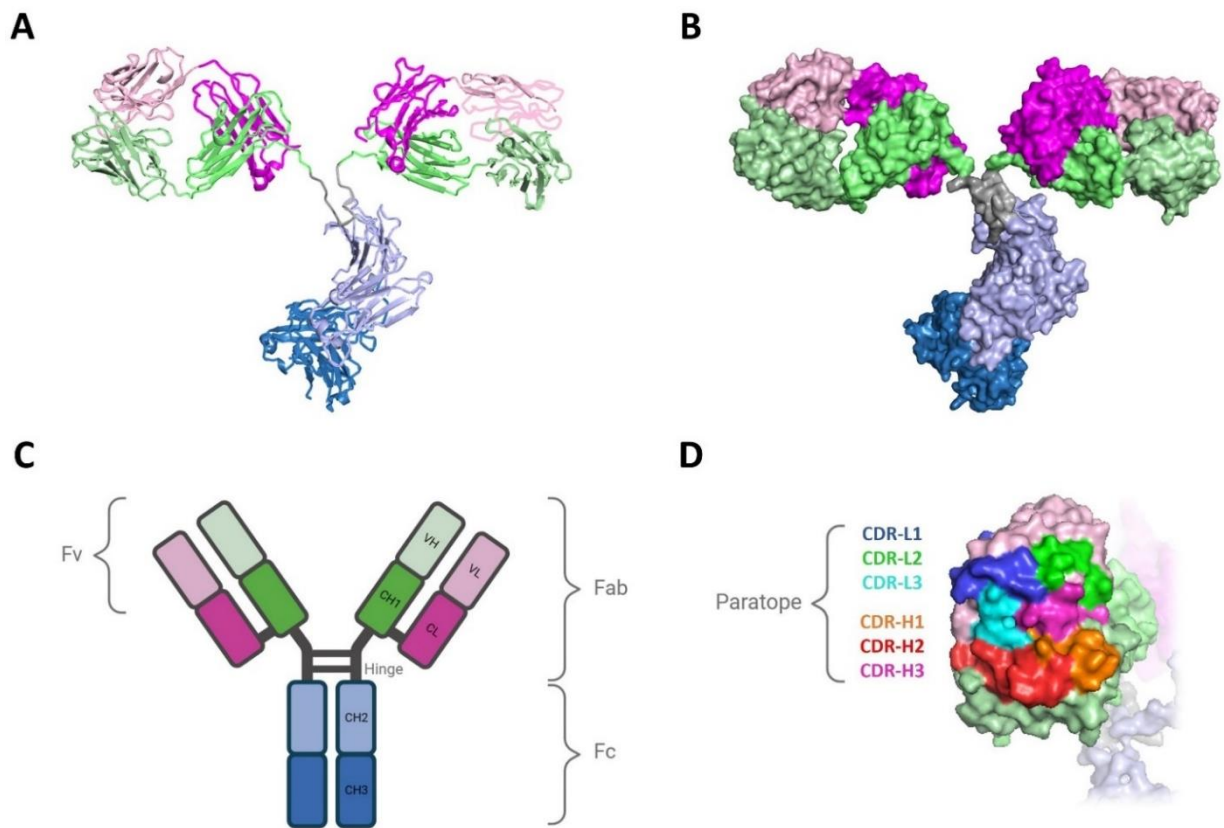 A
B
C
D
Fv
VH
VL
CH1
CL
Hinge
CH2
CH3
Fab
Fc
Paratope
CDR-L1
CDR-L2
CDR-L3
CDR-H1
CDR-H2
CDR-H3